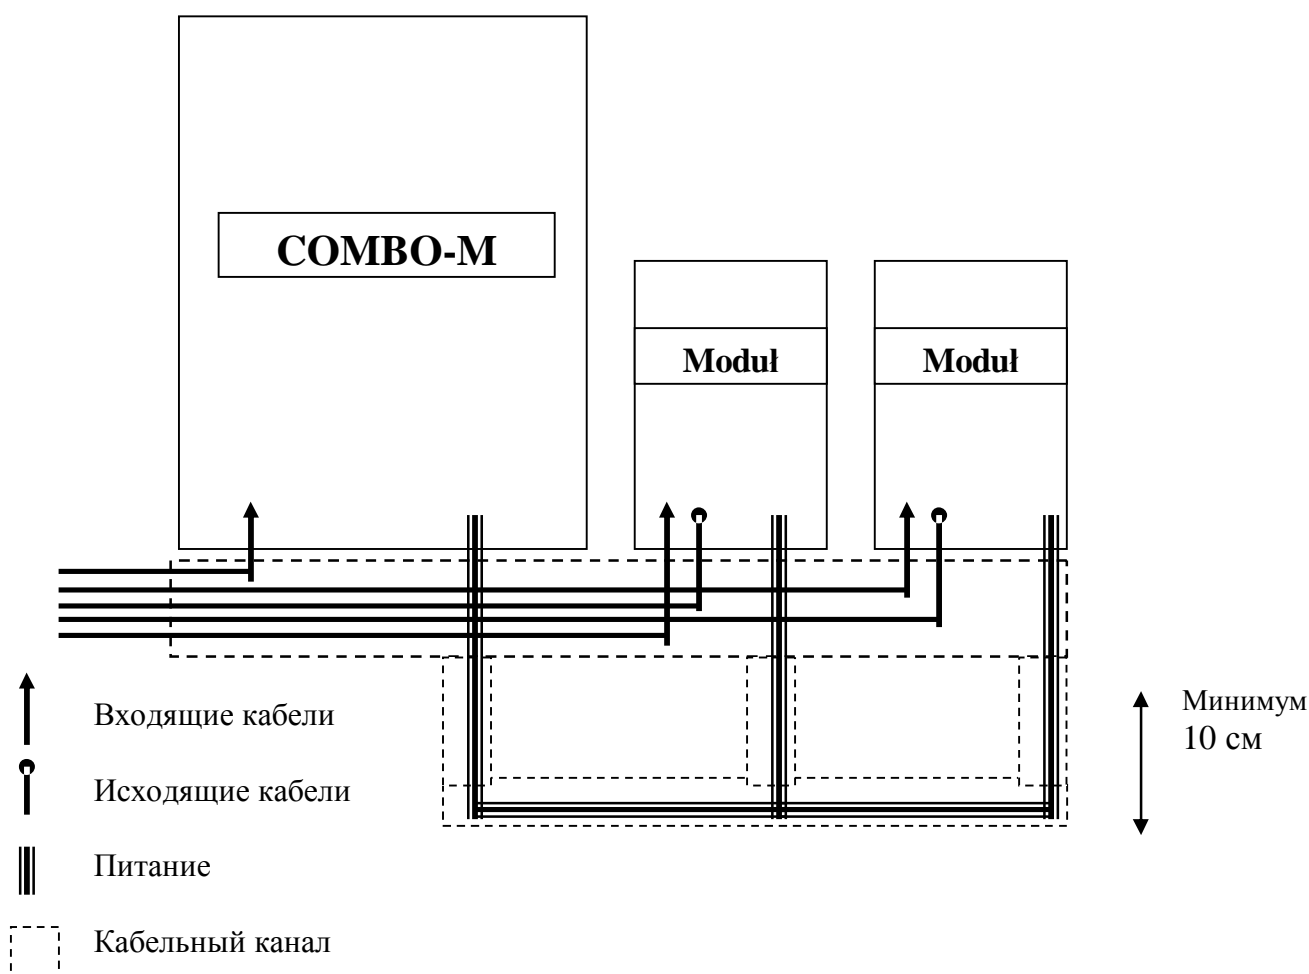 COMBO-M
Moduł
Moduł
Входящие кабели
Исходящие кабели
Питание
Кабельный канал
Минимум
10 см